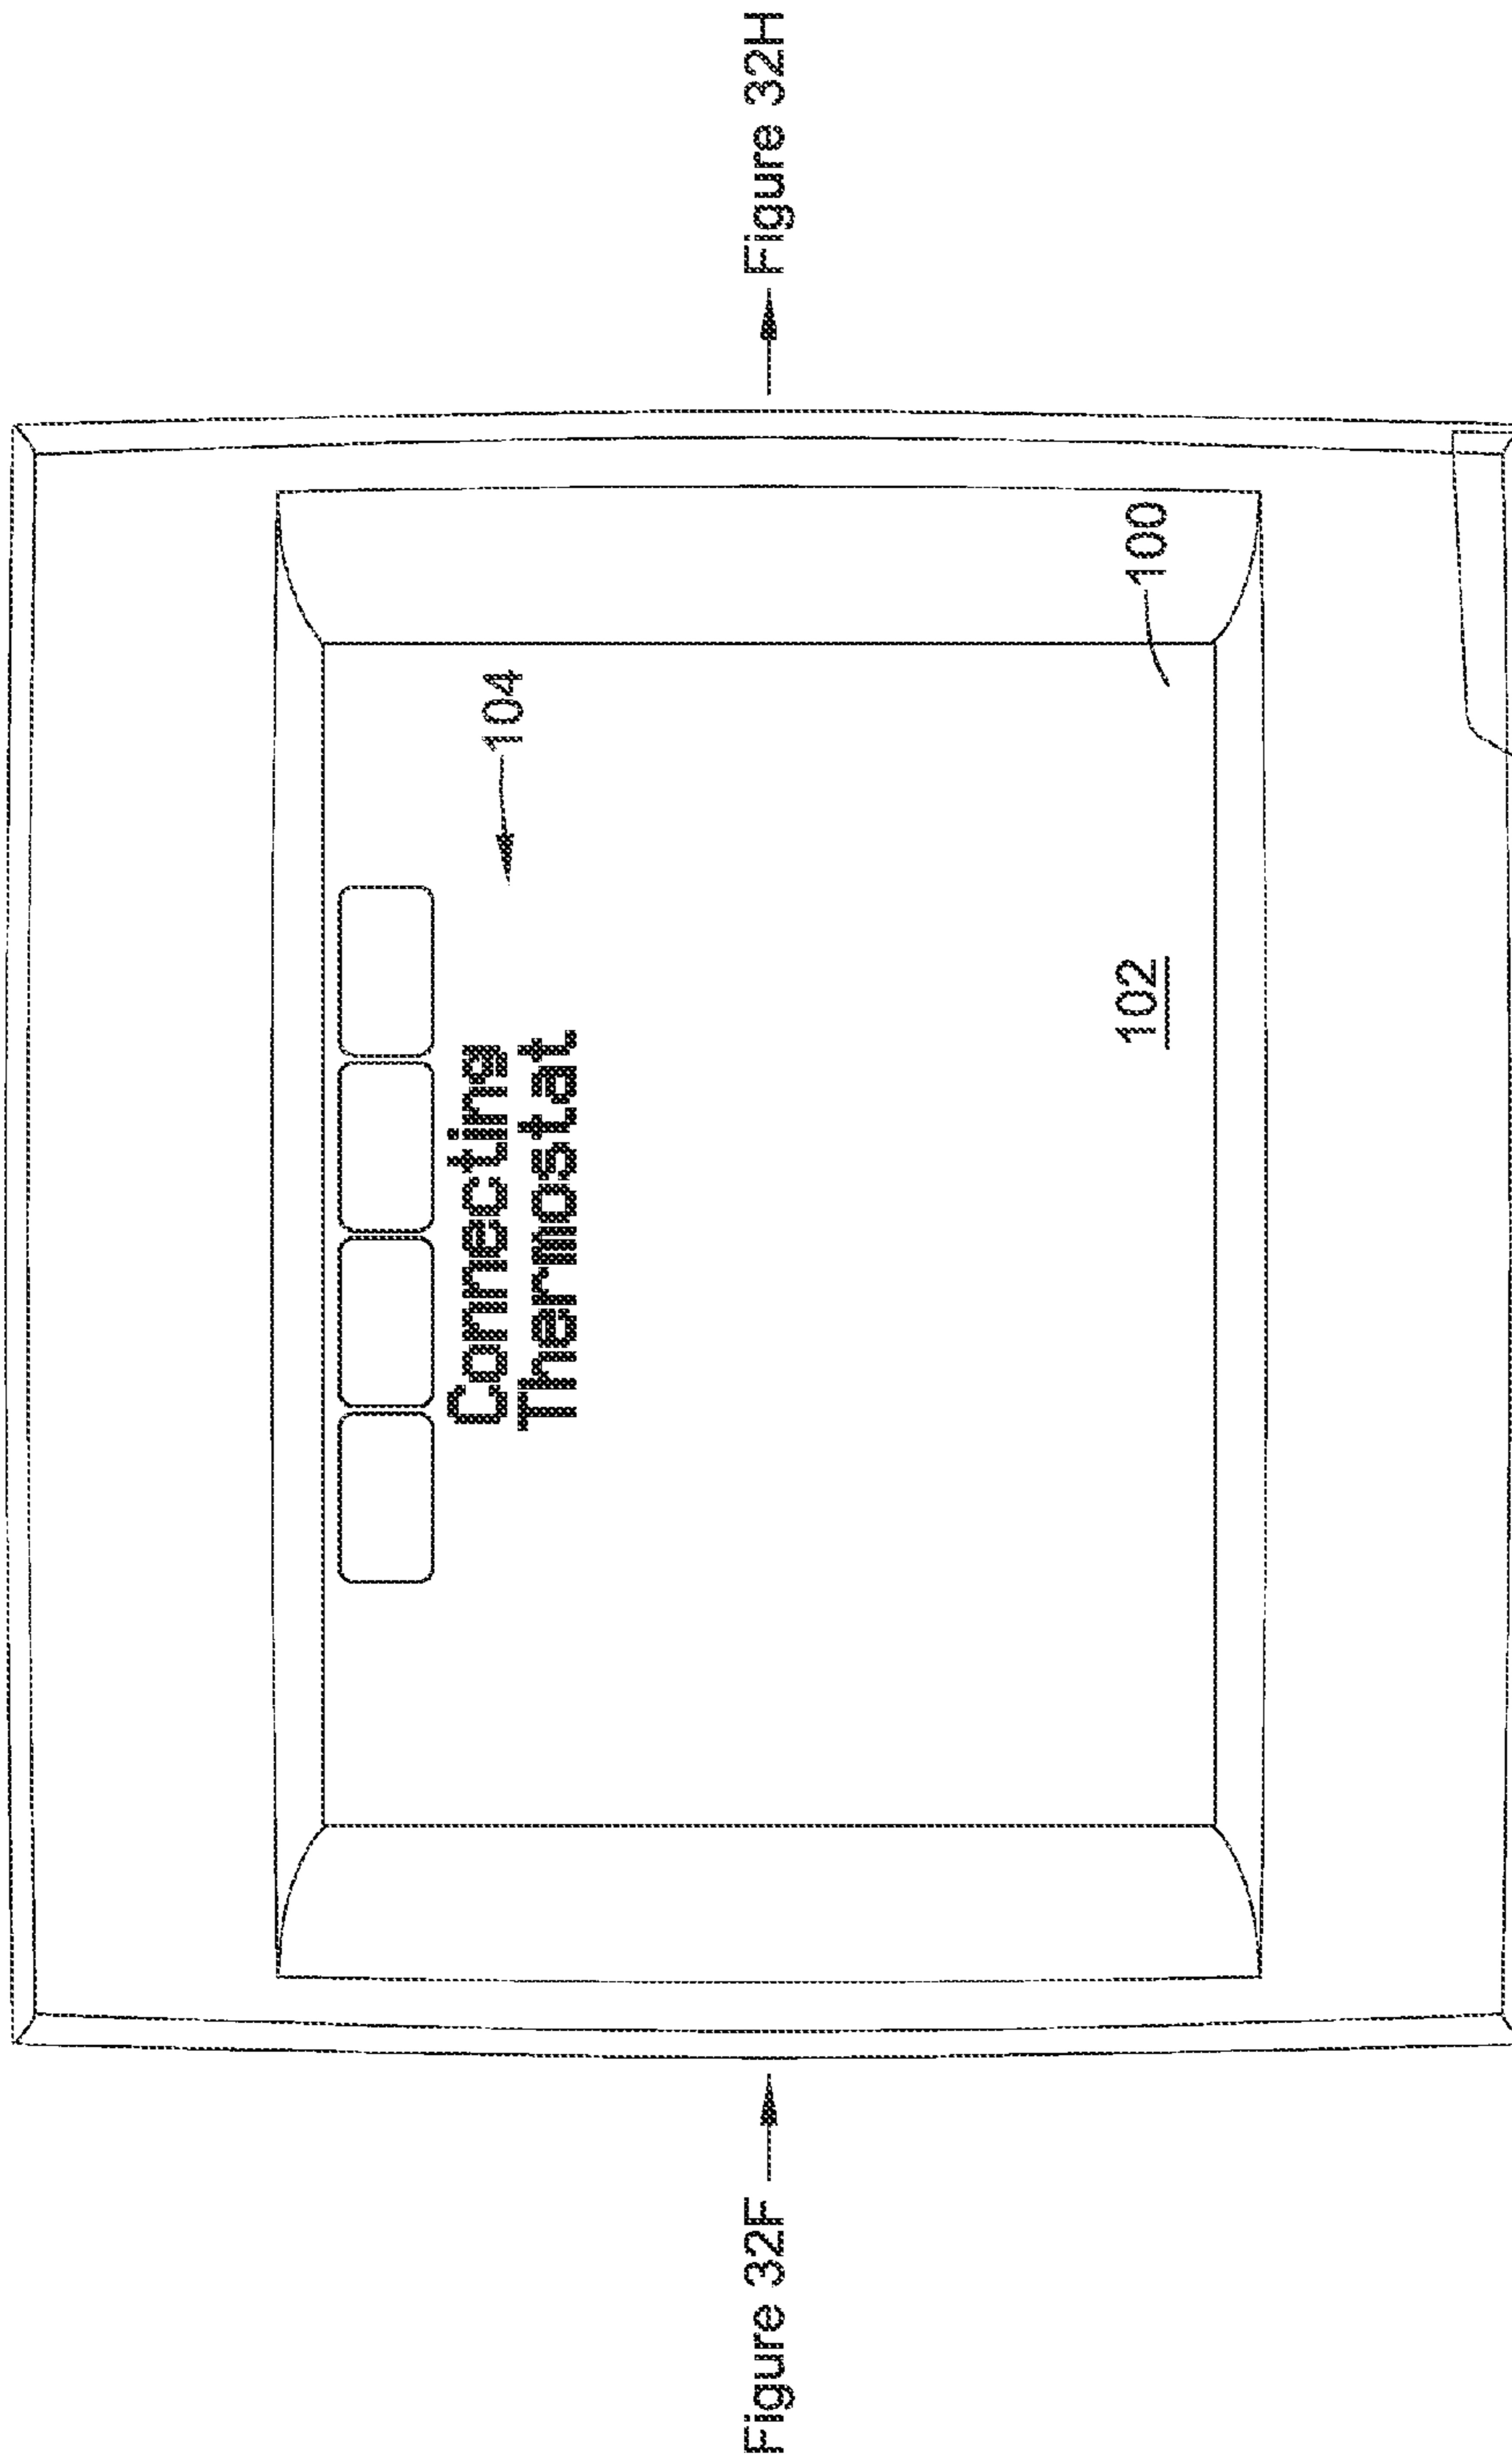 Connecting
Thermostat
104
100
102
Figure 32F
Figure 32H